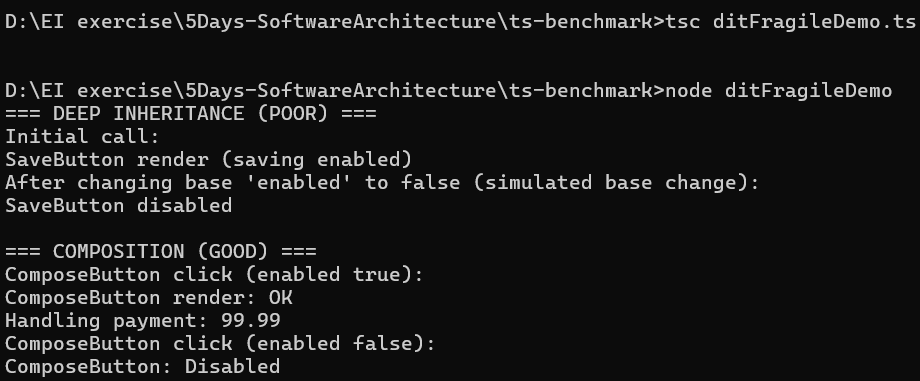 D:\EI exercise\5Days-SoftwareArchitecture\ts-benchmark>tsc ditFragileDemo.ts
D:\EI exercise\5Days-SoftwareArchitecture\ts-benchmark>node ditFragileDemo
=== DEEP INHERITANCE (POOR) ===
Initial call:
SaveButton render (saving enabled)
After changing base 'enabled' to false (simulated base change):
SaveButton disabled
=== COMPOSITION (GOOD) ===
ComposeButton click (enabled true):
ComposeButton render: OK
Handling payment: 99.99
ComposeButton click (enabled false):
ComposeButton: Disabled